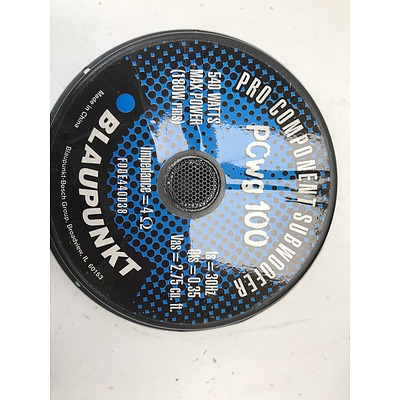 PRO COMPONENT SUBWOOFER
PCwg 100
540 WATTS
MAX POWER
(180W rms)
fs = 30Hz
Qts = 0.35
Vas = 2.75 cu. ft.
Impedance = 4 Ω
F00E440038
BLAUPUNKT
Made in China
Blaupunkt-Bosch Group, Broadview, IL 60153